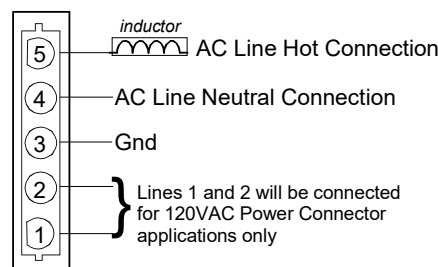 inductor
5 AC Line Hot Connection
4 AC Line Neutral Connection
3 Gnd
2
Lines 1 and 2 will be connected
for 120VAC Power Connector
1 applications only